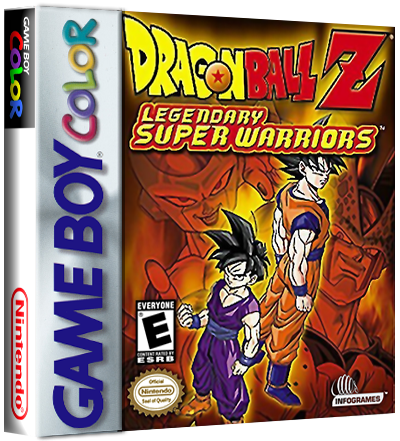 GAME BOY
COLOR
Nintendo
GAME BOY COLOR
DRAGON BALL Z
LEGENDARY
SUPER WARRIORS
™
EVERYONE
E
CONTENT RATED BY
ESRB
Official
Nintendo
Seal of Quality
INFOGRAMES